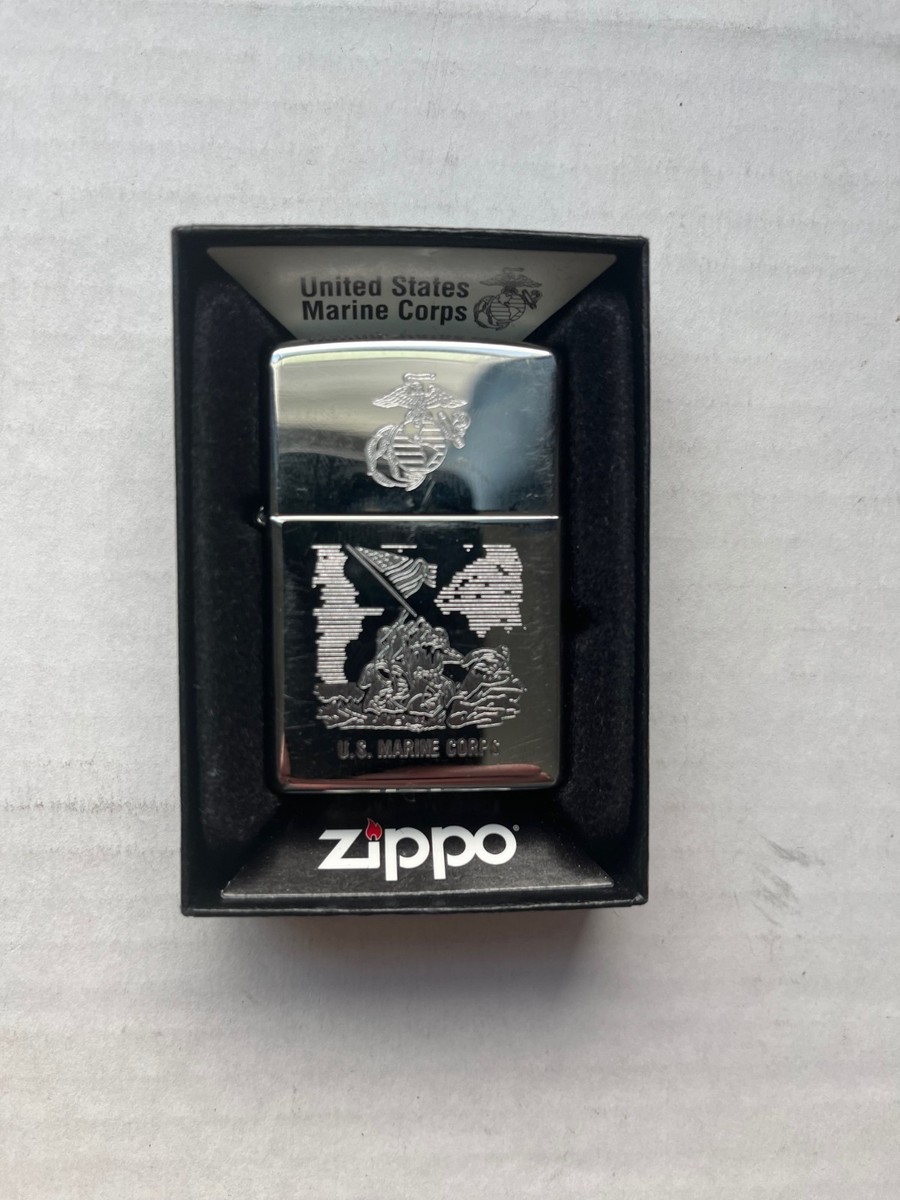 United States
Marine Corps
U.S. MARINE CORPS
zippo®